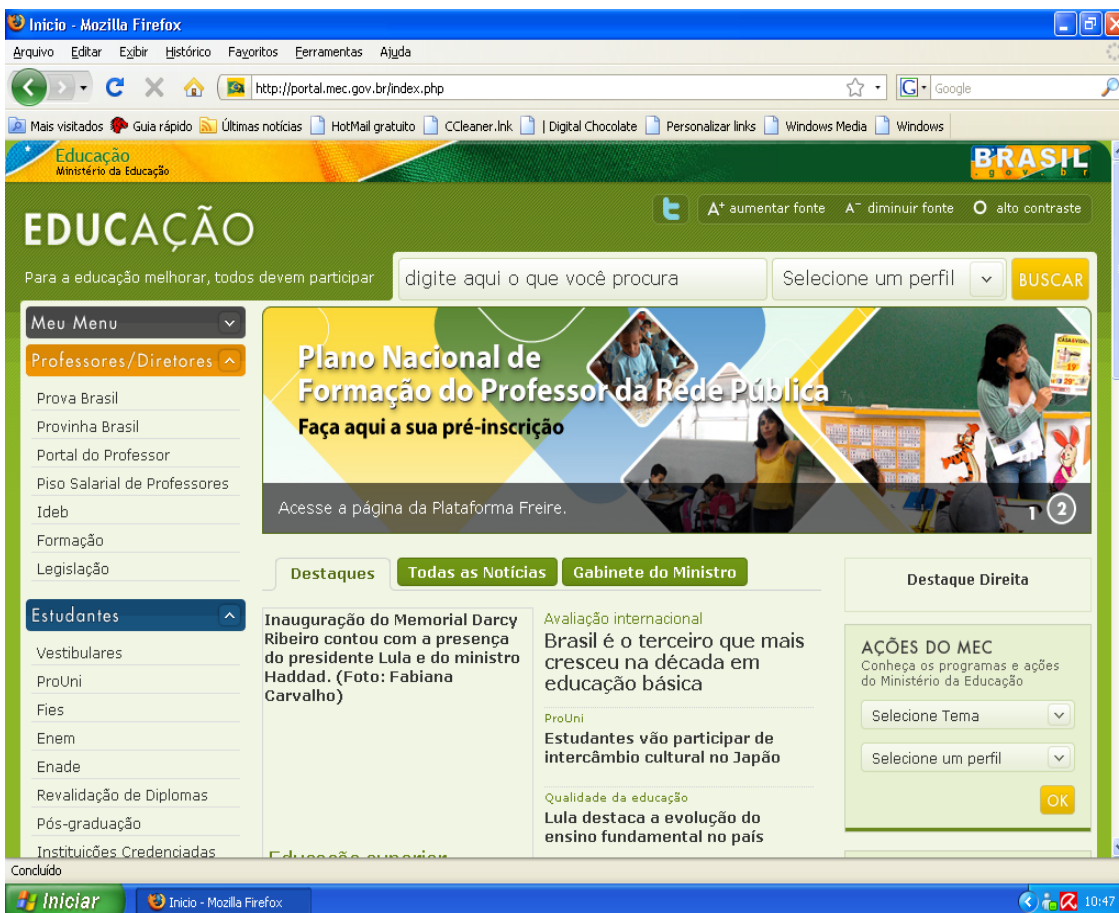 Inicio - Mozilla Firefox
Arquivo Editar Exibir Histórico Favoritos Ferramentas Ajuda
http://portal.mec.gov.br/index.php
G Google
Mais visitados Guia rápido Últimas notícias HotMail gratuito CCleaner.lnk | Digital Chocolate Personalizar links Windows Media Windows
Educação
Ministério da Educação
BRASIL
.gov.br
A+ aumentar fonte A- diminuir fonte alto contraste
EDUCAÇÃO
Para a educação melhorar, todos devem participar
digite aqui o que você procura
Selecione um perfil
BUSCAR
Meu Menu
Professores/Diretores
Prova Brasil
Provinha Brasil
Portal do Professor
Piso Salarial de Professores
Ideb
Formação
Legislação
Estudantes
Vestibulares
ProUni
Fies
Enem
Enade
Revalidação de Diplomas
Pós-graduação
Instituições Credenciadas
Plano Nacional de
Formação do Professor da Rede Pública
Faça aqui a sua pré-inscrição
Acesse a página da Plataforma Freire.
1 2
Destaques
Todas as Notícias
Gabinete do Ministro
Inauguração do Memorial Darcy
Ribeiro contou com a presença
do presidente Lula e do ministro
Haddad. (Foto: Fabiana
Carvalho)
Educação superior
Avaliação internacional
Brasil é o terceiro que mais
cresceu na década em
educação básica
ProUni
Estudantes vão participar de
intercâmbio cultural no Japão
Qualidade da educação
Lula destaca a evolução do
ensino fundamental no país
Destaque Direita
AÇÕES DO MEC
Conheça os programas e ações
do Ministério da Educação
Selecione Tema
Selecione um perfil
OK
Concluído
Iniciar
Inicio - Mozilla Firefox
10:47